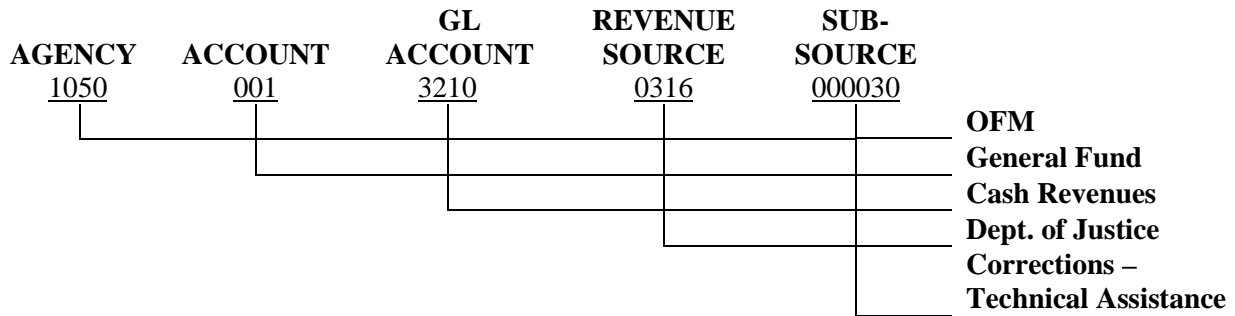 GL REVENUE SUB-
AGENCY ACCOUNT ACCOUNT SOURCE SOURCE
1050 001 3210 0316 000030
OFM
General Fund
Cash Revenues
Dept. of Justice
Corrections –
Technical Assistance